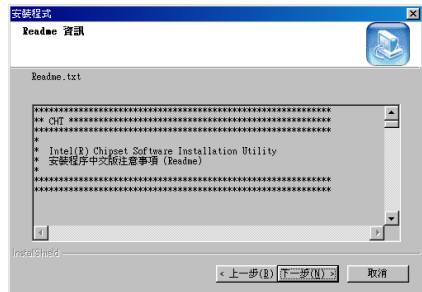 安裝程式
Readme 資訊
Readme.txt
***********************************************************
** CHT ****************************************************
***********************************************************
*
*  Intel(R) Chipset Software Installation Utility
*  安裝程序中文版注意事項 (Readme)
*
***********************************************************
***********************************************************
InstallShield
< 上一步(B)
下一步(N) >
取消